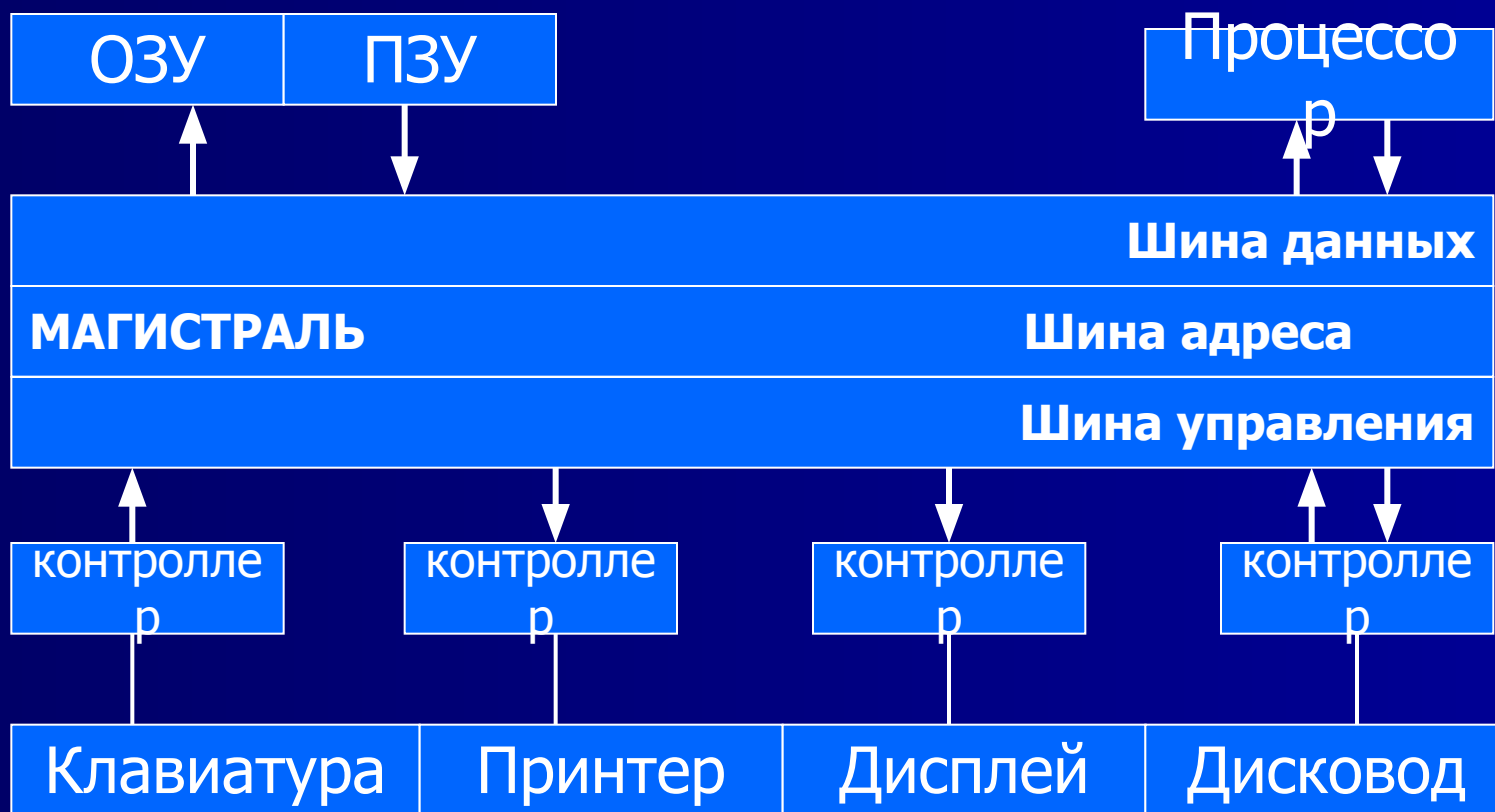 ОЗУ ПЗУ Процессо
р
Шина данных
МАГИСТРАЛЬ Шина адреса
Шина управления
контролле контролле контролле контролле
р р р р
Клавиатура Принтер Дисплей Дисковод